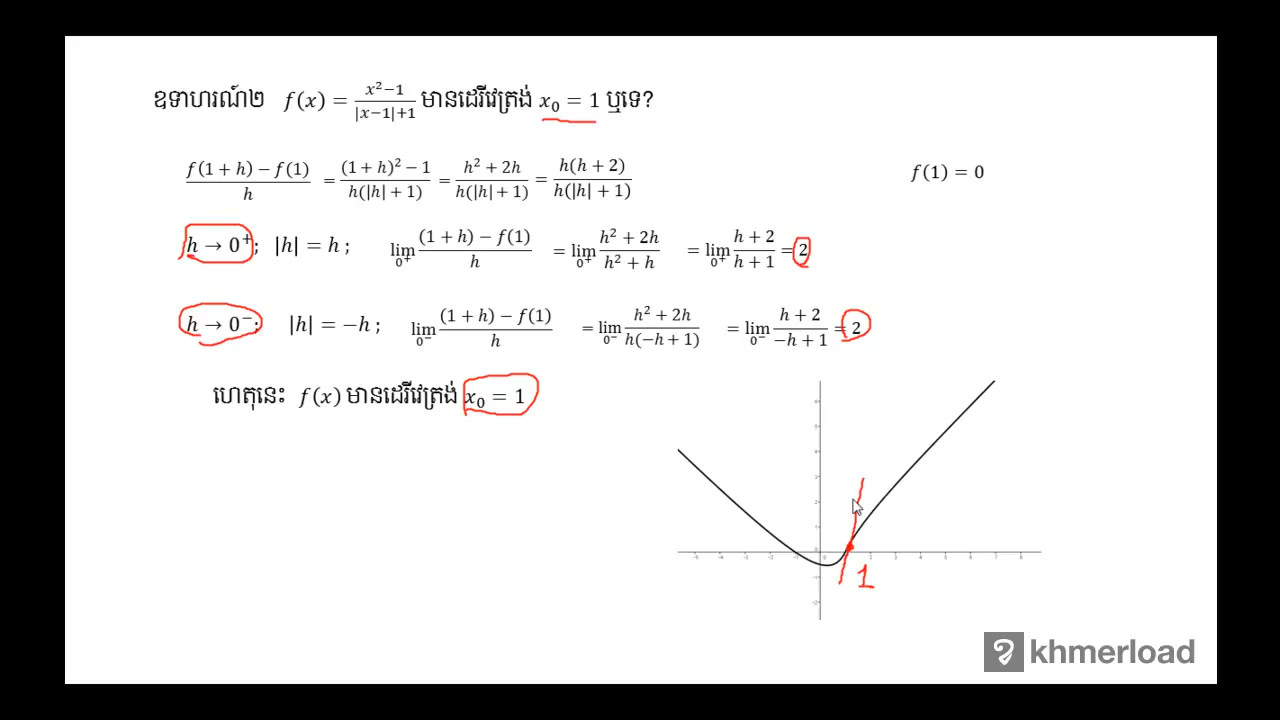 ឧទាហរណ៍២ f(x) = (x² − 1)/(|x−1|+1) មានដេរីវេត្រង់ x₀ = 1 ឬទេ?
(f(1 + h) − f(1))/h = ((1 + h)² − 1)/(h(|h| + 1)) = (h² + 2h)/(h(|h| + 1)) = (h(h + 2))/(h(|h| + 1)) f(1) = 0
h → 0⁺; |h| = h ; lim 0⁺ ((1 + h) − f(1))/h = lim 0⁺ (h² + 2h)/(h² + h) = lim 0⁺ (h + 2)/(h + 1) = 2
h → 0⁻; |h| = −h ; lim 0⁻ ((1 + h) − f(1))/h = lim 0⁻ (h² + 2h)/(h(−h + 1)) = lim 0⁻ (h + 2)/(−h + 1) = 2
ហេតុនេះ f(x) មានដេរីវេត្រង់ x₀ = 1
1
khmerload